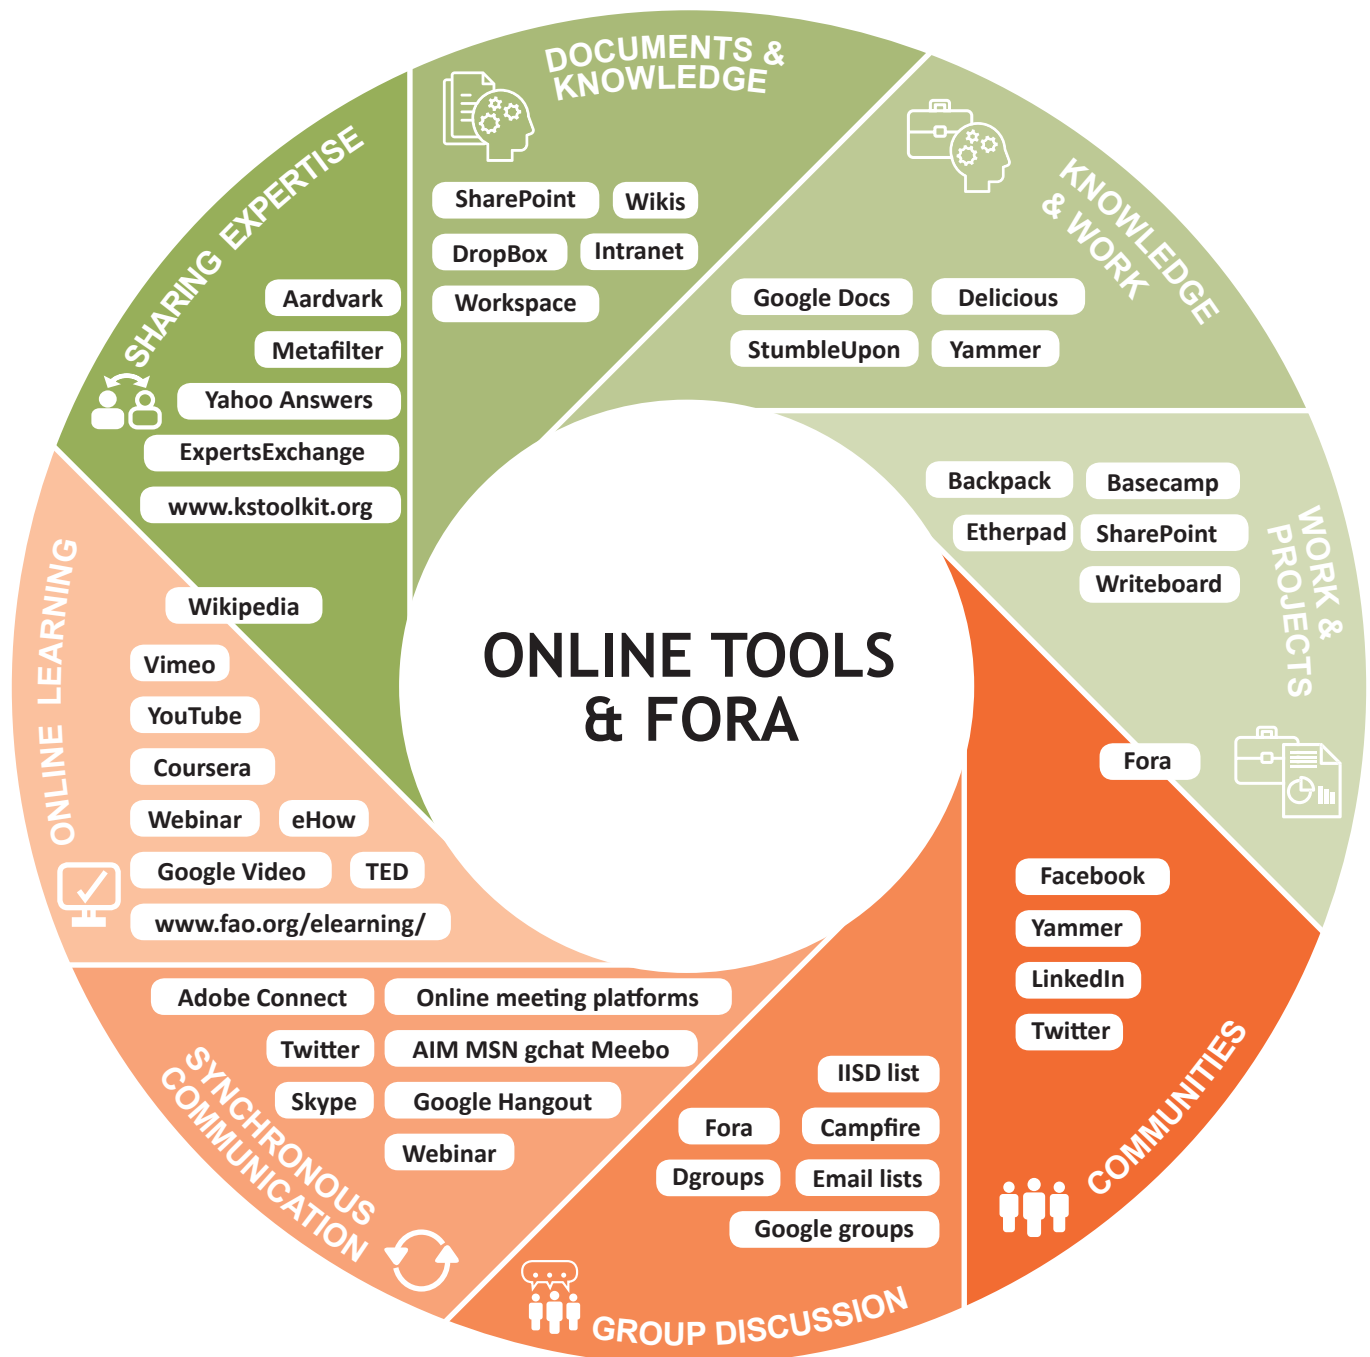 DOCUMENTS &
KNOWLEDGE
SharePoint
Wikis
DropBox
Intranet
Workspace
KNOWLEDGE
& WORK
Google Docs
Delicious
StumbleUpon
Yammer
WORK &
PROJECTS
Backpack
Basecamp
Etherpad
SharePoint
Writeboard
Fora
COMMUNITIES
Facebook
Yammer
LinkedIn
Twitter
GROUP DISCUSSION
IISD list
Fora
Campfire
Dgroups
Email lists
Google groups
SYNCHRONOUS
COMMUNICATION
Adobe Connect
Online meeting platforms
Twitter
AIM MSN gchat Meebo
Skype
Google Hangout
Webinar
ONLINE LEARNING
Wikipedia
Vimeo
YouTube
Coursera
Webinar
eHow
Google Video
TED
www.fao.org/elearning/
SHARING EXPERTISE
Aardvark
Metafilter
Yahoo Answers
ExpertsExchange
www.kstoolkit.org
ONLINE TOOLS
& FORA